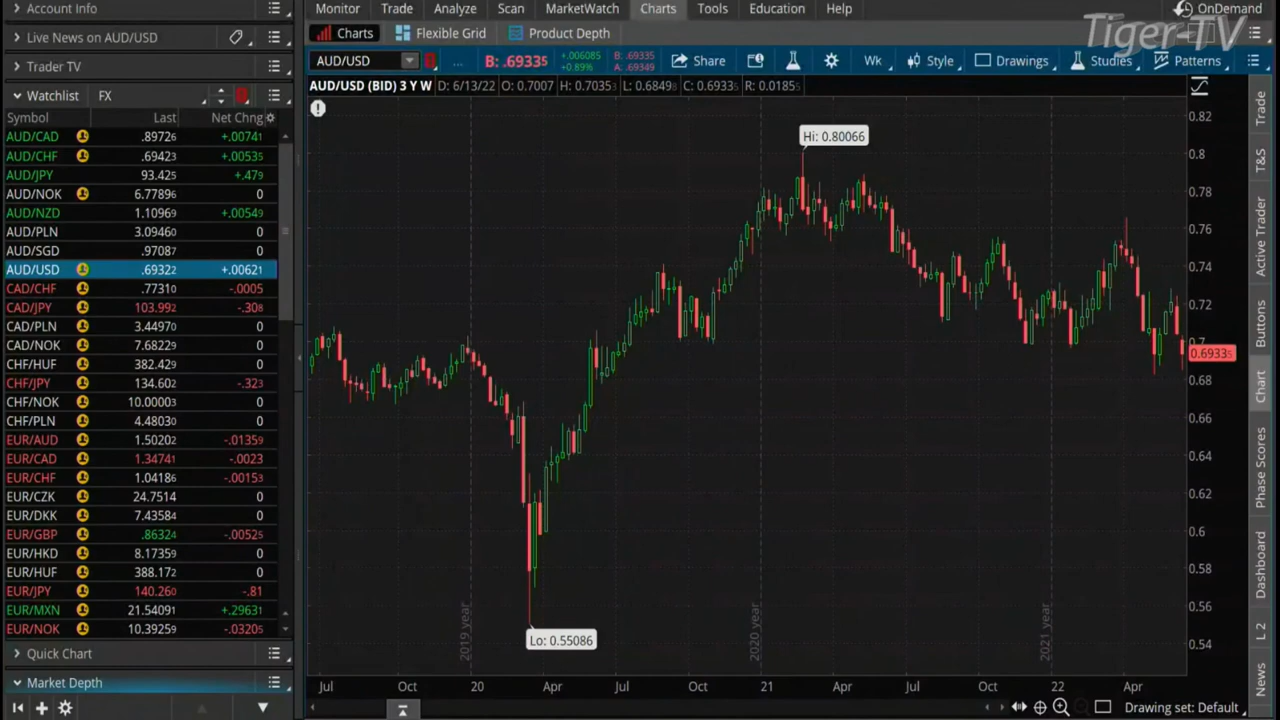 Account Info
Live News on AUD/USD
Trader TV
Watchlist FX
Symbol Last Net Chng
AUD/CAD .89726 +.00741
AUD/CHF .69423 +.00535
AUD/JPY 93.425 +.479
AUD/NOK 6.77896 0
AUD/NZD 1.10969 +.00549
AUD/PLN 3.09460 0
AUD/SGD .97087 0
AUD/USD .69322 +.00621
CAD/CHF .77310 -.0005
CAD/JPY 103.992 -.308
CAD/PLN 3.44970 0
CAD/NOK 7.68229 0
CHF/HUF 382.429 0
CHF/JPY 134.602 -.323
CHF/NOK 10.00003 0
CHF/PLN 4.48030 0
EUR/AUD 1.50202 -.01359
EUR/CAD 1.34741 -.0023
EUR/CHF 1.04186 -.00153
EUR/CZK 24.7514 0
EUR/DKK 7.43584 0
EUR/GBP .86324 -.00525
EUR/HKD 8.17359 0
EUR/HUF 388.172 0
EUR/JPY 140.260 -.81
EUR/MXN 21.54091 +.29631
EUR/NOK 10.39259 -.03205
Quick Chart
Market Depth
Monitor Trade Analyze Scan MarketWatch Charts Tools Education Help
OnDemand
Tiger-TV
Charts Flexible Grid Product Depth
AUD/USD ... B: .69335 +.006085 +0.89% B: .69335 A: .69349 Share Wk Style Drawings Studies Patterns
AUD/USD (BID) 3 Y W D: 6/13/22 O: 0.7007 H: 0.70353 L: 0.68498 C: 0.69335 R: 0.01855
Hi: 0.80066
Lo: 0.55086
0.82
0.8
0.78
0.76
0.74
0.72
0.7
0.69335
0.68
0.66
0.64
0.62
0.6
0.58
0.56
0.54
2019 year
2020 year
2021 year
Jul Oct 20 Apr Jul Oct 21 Apr Jul Oct 22 Apr
Drawing set: Default
Trade
T&S
Active Trader
Buttons
Chart
Phase Scores
Dashboard
L 2
News